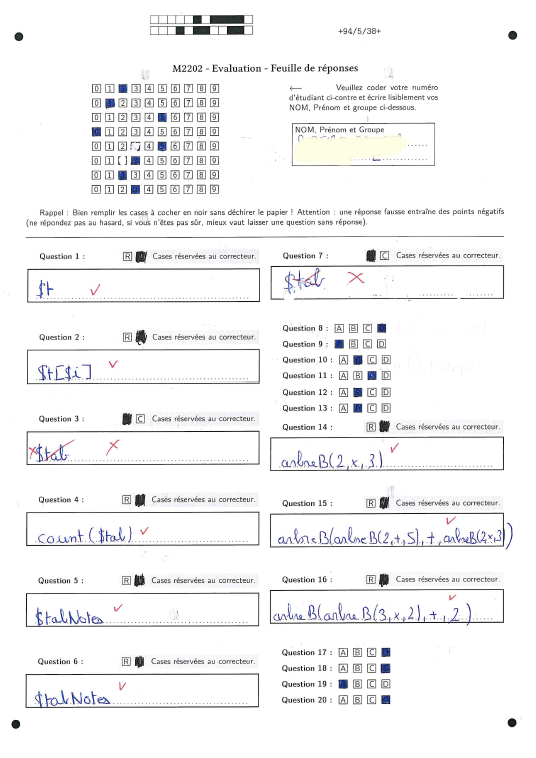 +94/5/38+
M2202 - Evaluation - Feuille de réponses
0 1 3 4 5 6 7 8 9
0 2 3 4 5 6 7 8 9
0 1 2 3 4 6 7 8 9
1 2 3 4 5 6 7 8 9
0 1 2 3 4 6 7 8 9
0 1 2 4 5 6 7 8 9
0 1 3 4 5 6 7 8 9
0 1 2 4 5 6 7 8 9
← Veuillez coder votre numéro
d'étudiant ci-contre et écrire lisiblement vos
NOM, Prénom et groupe ci-dessous.
NOM, Prénom et Groupe
Rappel : Bien remplir les cases à cocher en noir sans déchirer le papier ! Attention : une réponse fausse entraîne des points négatifs
(ne répondez pas au hasard, si vous n'êtes pas sûr, mieux vaut laisser une question sans réponse).
Question 1 : R Cases réservées au correcteur.
$t
Question 2 : R Cases réservées au correcteur.
$t[$i]
Question 3 : C Cases réservées au correcteur.
$tab
Question 4 : R Cases réservées au correcteur.
count($tal)
Question 5 : R Cases réservées au correcteur.
$talNotes
Question 6 : R Cases réservées au correcteur.
$talNotes
Question 7 : C Cases réservées au correcteur.
$tab
Question 8 : A B C
Question 9 : B C D
Question 10 : A C D
Question 11 : A B D
Question 12 : A C D
Question 13 : A C D
Question 14 : R Cases réservées au correcteur.
arbreB(2,x,3)
Question 15 : R Cases réservées au correcteur.
arbreB(arbreB(2,+,5),+,arbreB(2,x,3))
Question 16 : R Cases réservées au correcteur.
arbreB(arbreB(3,x,2),+,2)
Question 17 : A B C
Question 18 : A B C
Question 19 : B C D
Question 20 : A B C